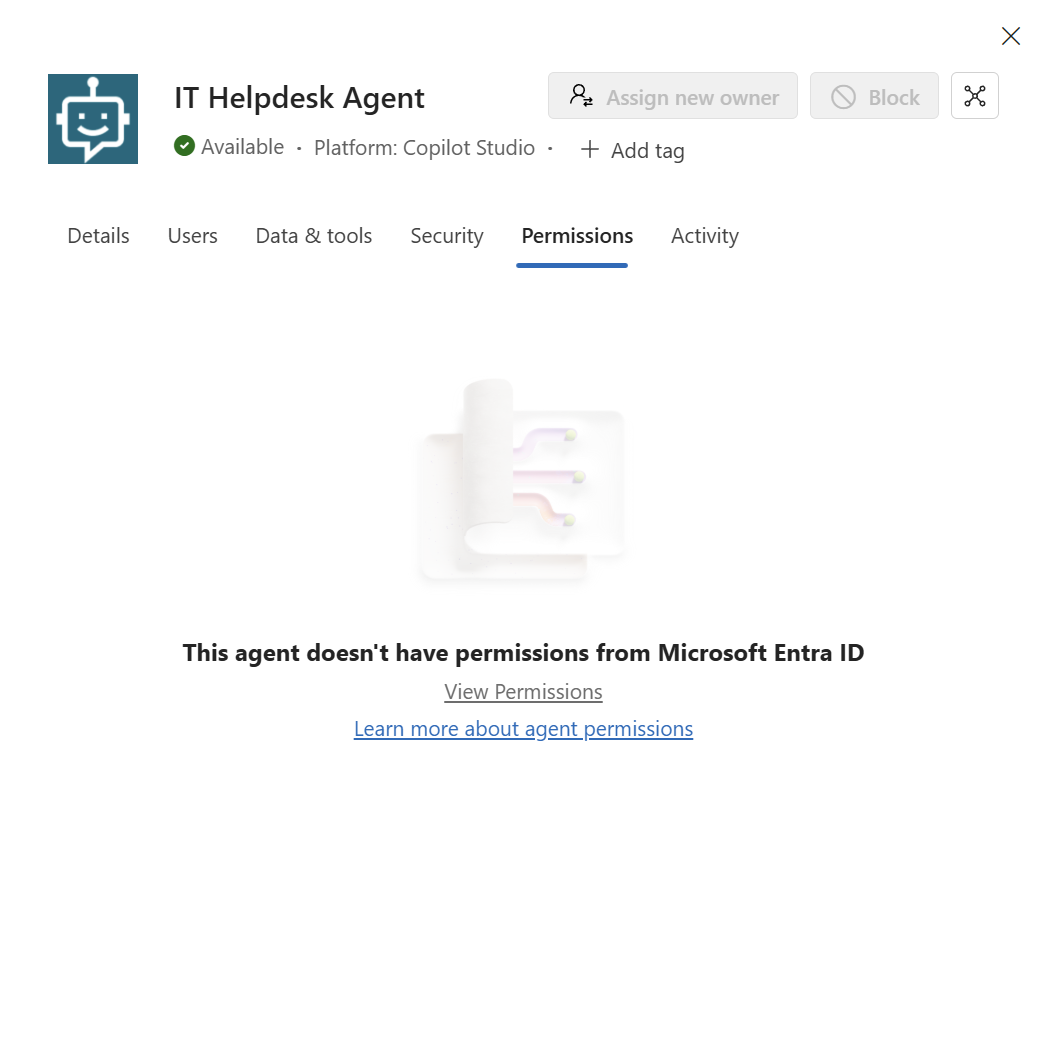 IT Helpdesk Agent
Assign new owner
Block
Available · Platform: Copilot Studio · + Add tag
Details Users Data & tools Security Permissions Activity
This agent doesn't have permissions from Microsoft Entra ID
View Permissions
Learn more about agent permissions